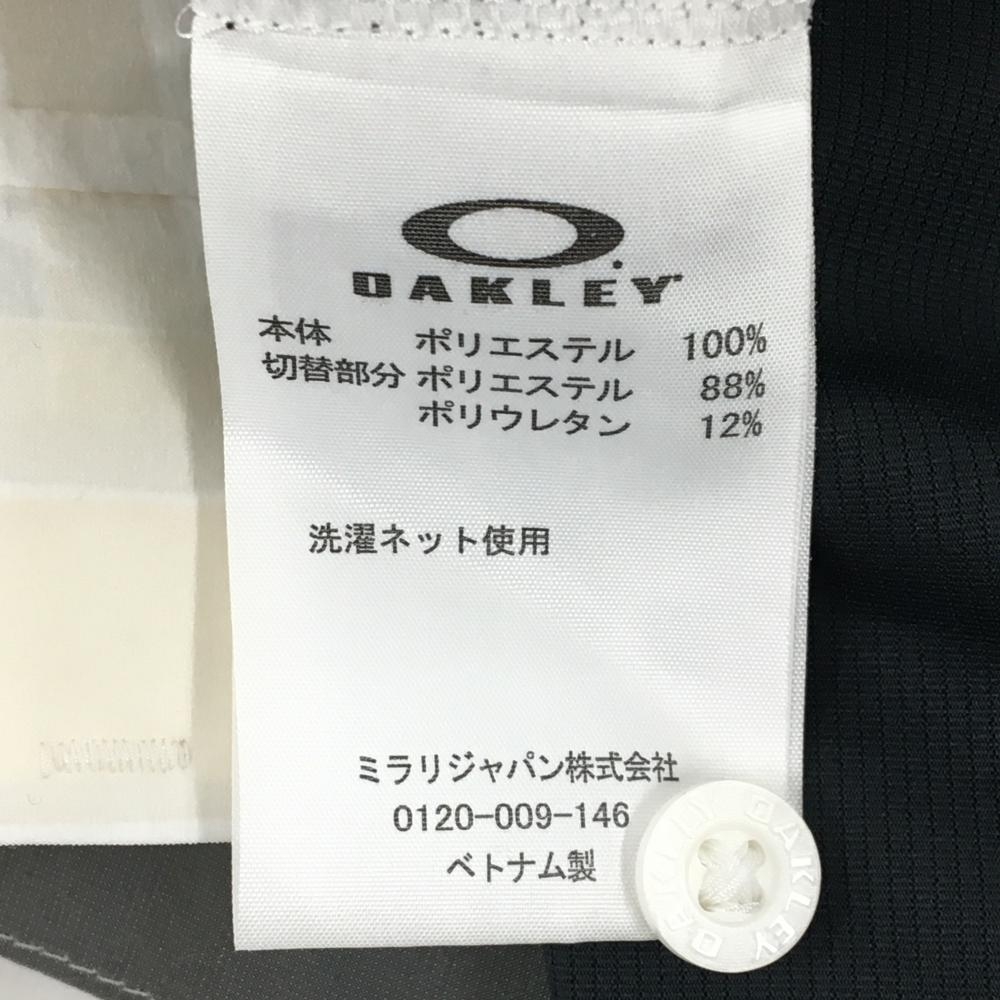 OAKLEY
本体 ポリエステル 100%
切替部分 ポリエステル 88%
ポリウレタン 12%
洗濯ネット使用
ミラリジャパン株式会社
0120-009-146
ベトナム製
OAKLEY